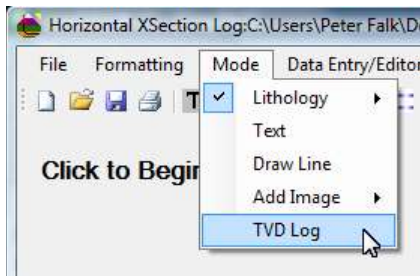 Horizontal XSection Log:C:\Users\Peter Falk\D
File Formatting Mode Data Entry/Editor
T
Lithology
Text
Draw Line
Add Image
TVD Log
Click to Begin